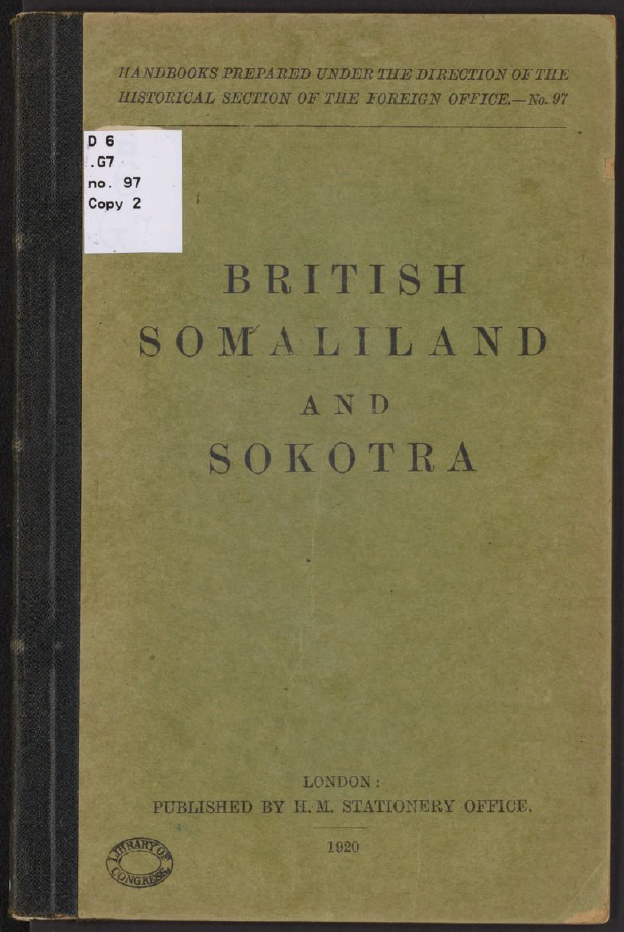 HANDBOOKS PREPARED UNDER THE DIRECTION OF THE
HISTORICAL SECTION OF THE FOREIGN OFFICE.—No. 97
D 6
.G7
no. 97
Copy 2
BRITISH
SOMALILAND
AND
SOKOTRA
LONDON:
PUBLISHED BY H. M. STATIONERY OFFICE.
1920
LIBRARY OF
CONGRESS